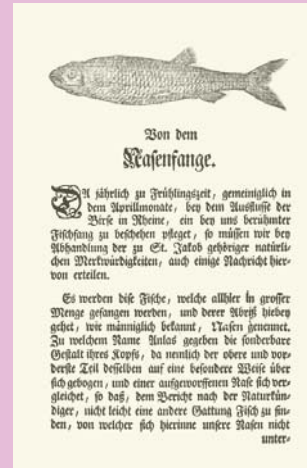 Von dem
Nasenfange.
DA jährlich zu Frühlingszeit, gemeiniglich in
dem Aprillmonate, bey dem Ausflusse der
Birse in Rheine, ein bey uns berühmter
Fischfang zu beschehen pfleget, so müssen wir bey
Abhandlung der zu St. Jakob gehöriger natürli-
chen Merkwürdigkeiten, auch einige Nachricht hier-
von erteilen.
Es werden dise Fische, welche allhier in grosser
Menge gefangen werden, und derer Abriß hiebey
gehet, wie männiglich bekannt, Nasen genennet.
Zu welchem Name Anlas gegeben die sonderbare
Gestalt ihres Kopfs, da nemlich der obere und vor-
derste Teil desselben auf eine besondere Weise über
sich gebogen, und einer aufgeworffenen Nase sich ver-
gleichet, so daß, dem Bericht nach der Naturkün-
diger, nicht leicht eine andere Gattung Fisch zu fin-
den, von welcher sich hierinne unsere Nasen nicht
unter-